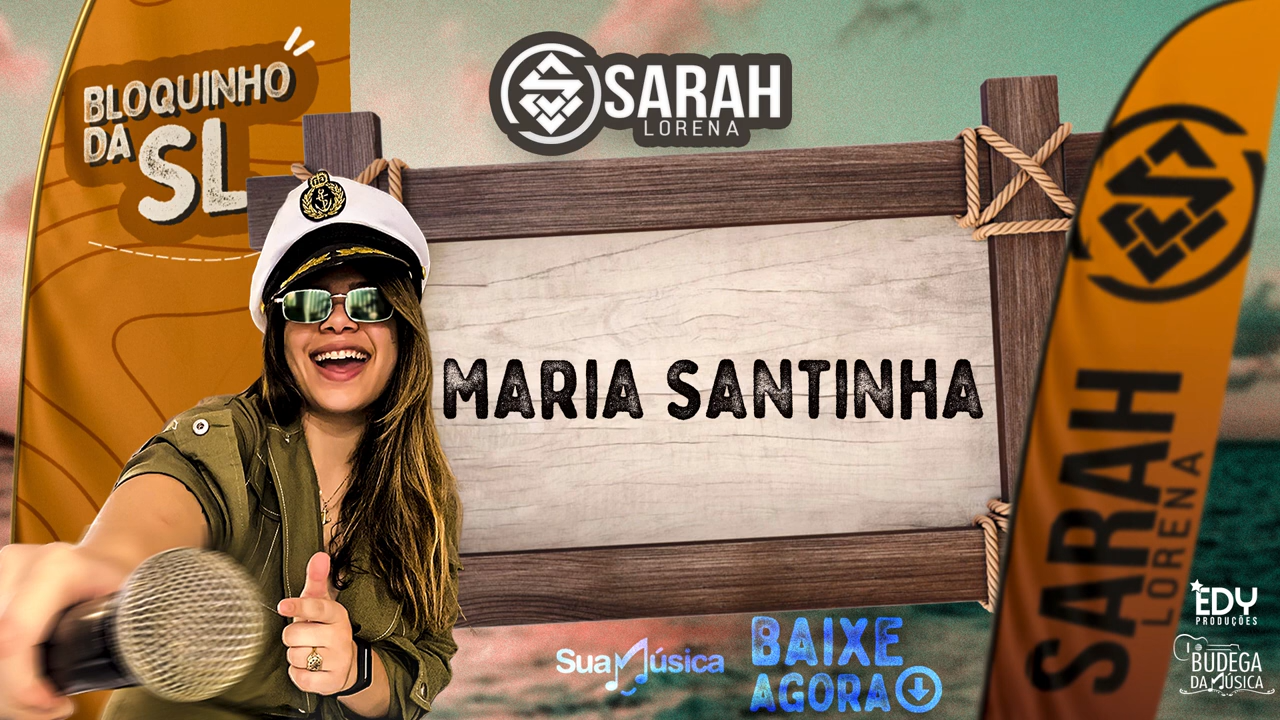 BLOQUINHO
DA SL
SARAH
LORENA
MARIA SANTINHA
SARAH
LORENA
SuaMúsica
BAIXE
AGORA
EDY
PRODUÇÕES
BUDEGA
DA MÚSICA